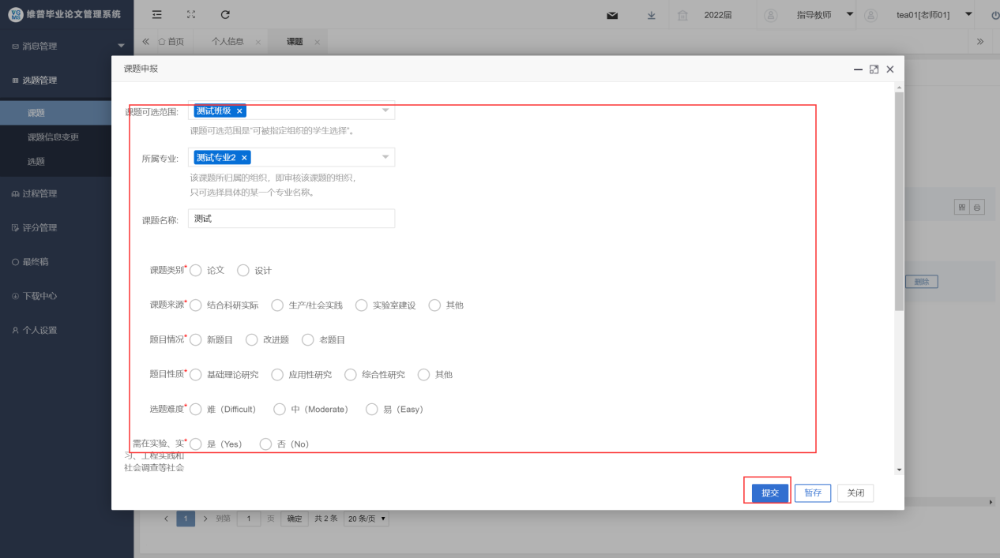 VG
MS
维普毕业论文管理系统
2022届
指导教师
tea01[老师01]
消息管理
选题管理
课题
课题信息变更
选题
过程管理
评分管理
最终稿
下载中心
个人设置
首页
个人信息
课题
课题申报
课题可选范围:
测试班级 ×
课题可选范围是“可被指定组织的学生选择”。
所属专业:
测试专业2 ×
该课题所归属的组织，即审核该课题的组织,
只可选择具体的某一个专业名称。
课题名称:
测试
课题类别* 论文 设计
课题来源* 结合科研实际 生产/社会实践 实验室建设 其他
题目情况* 新题目 改进题 老题目
题目性质* 基础理论研究 应用性研究 综合性研究 其他
选题难度* 难（Difficult） 中（Moderate） 易（Easy）
需在实验、实* 是（Yes） 否（No）
习、工程实践和
社会调查等社会
提交 暂存 关闭
删除
1 到第 1 页 确定 共 2 条 20 条/页